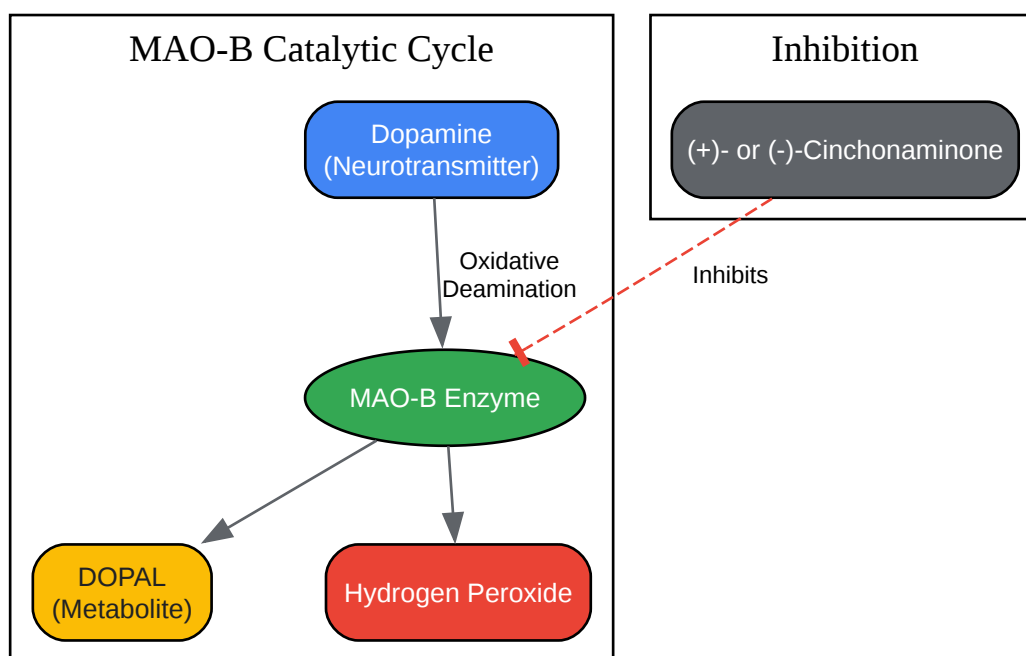 MAO-B Catalytic Cycle
Inhibition
Dopamine
(Neurotransmitter)
(+)- or (-)-Cinchonaminone
Oxidative
Deamination
Inhibits
MAO-B Enzyme
DOPAL
(Metabolite)
Hydrogen Peroxide